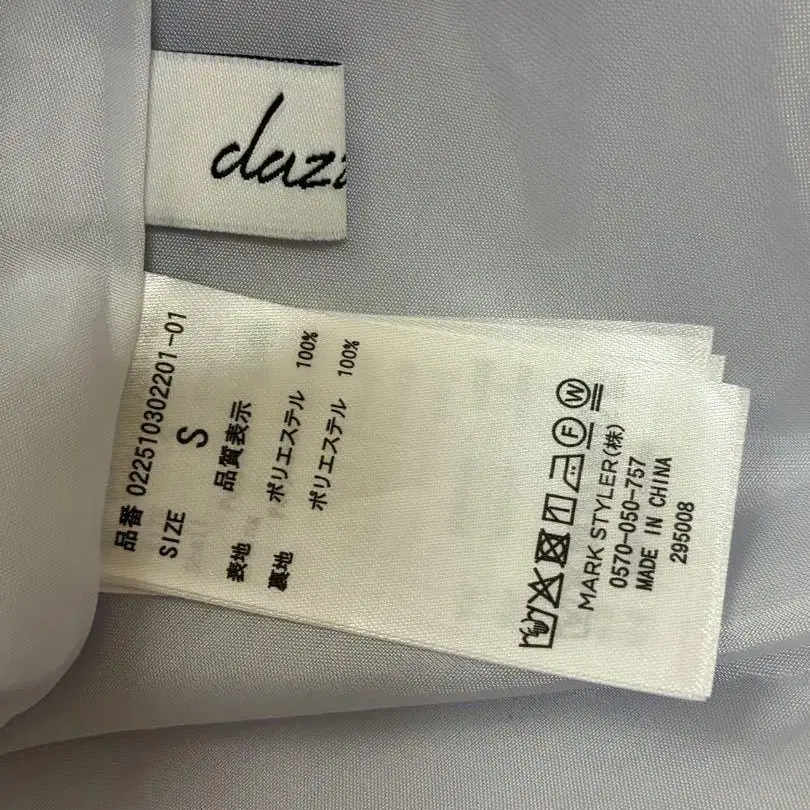 dazz
品番 022510302201-01
SIZE S
品質表示
表地 ポリエステル 100%
裏地 ポリエステル 100%
MARK STYLER(株)
0570-050-757
MADE IN CHINA
295008